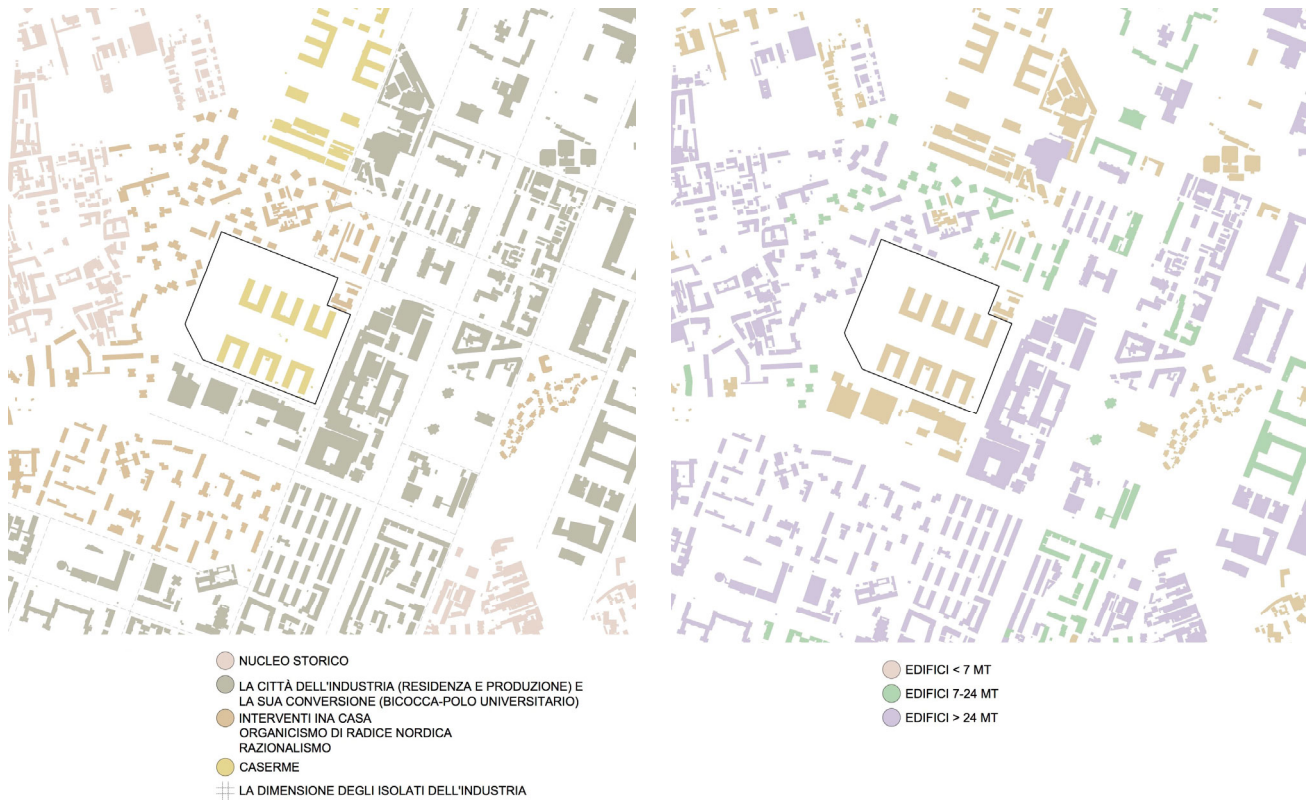 NUCLEO STORICO
LA CITTÀ DELL'INDUSTRIA (RESIDENZA E PRODUZIONE) E
LA SUA CONVERSIONE (BICOCCA-POLO UNIVERSITARIO)
INTERVENTI INA CASA
ORGANICISMO DI RADICE NORDICA
RAZIONALISMO
CASERME
LA DIMENSIONE DEGLI ISOLATI DELL'INDUSTRIA
EDIFICI < 7 MT
EDIFICI 7-24 MT
EDIFICI > 24 MT